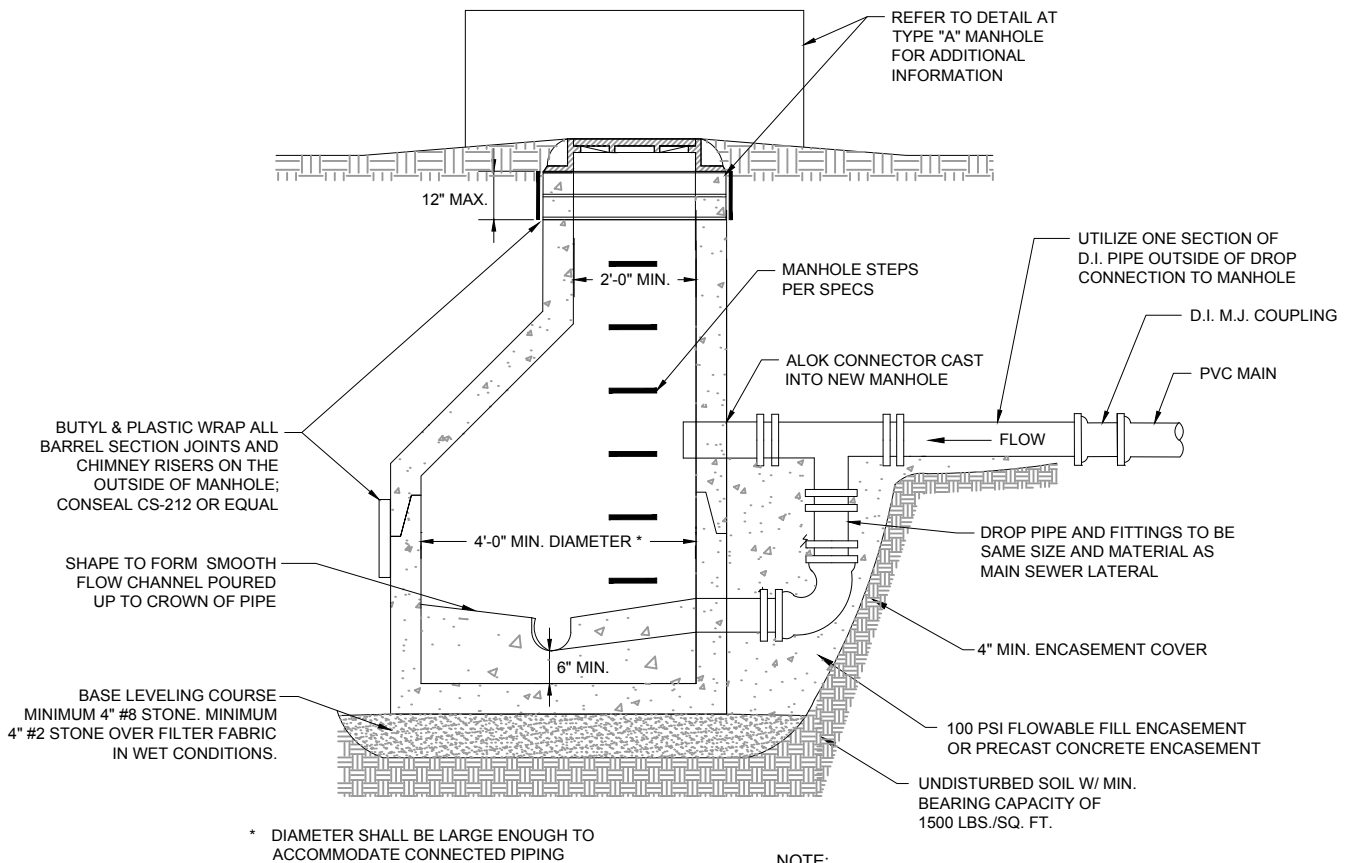 REFER TO DETAIL AT
TYPE "A" MANHOLE
FOR ADDITIONAL
INFORMATION
12" MAX.
2'-0" MIN.
MANHOLE STEPS
PER SPECS
UTILIZE ONE SECTION OF
D.I. PIPE OUTSIDE OF DROP
CONNECTION TO MANHOLE
D.I. M.J. COUPLING
PVC MAIN
ALOK CONNECTOR CAST
INTO NEW MANHOLE
FLOW
BUTYL & PLASTIC WRAP ALL
BARREL SECTION JOINTS AND
CHIMNEY RISERS ON THE
OUTSIDE OF MANHOLE;
CONSEAL CS-212 OR EQUAL
4'-0" MIN. DIAMETER *
DROP PIPE AND FITTINGS TO BE
SAME SIZE AND MATERIAL AS
MAIN SEWER LATERAL
SHAPE TO FORM SMOOTH
FLOW CHANNEL POURED
UP TO CROWN OF PIPE
6" MIN.
4" MIN. ENCASEMENT COVER
BASE LEVELING COURSE
MINIMUM 4" #8 STONE. MINIMUM
4" #2 STONE OVER FILTER FABRIC
IN WET CONDITIONS.
100 PSI FLOWABLE FILL ENCASEMENT
OR PRECAST CONCRETE ENCASEMENT
UNDISTURBED SOIL W/ MIN.
BEARING CAPACITY OF
1500 LBS./SQ. FT.
* DIAMETER SHALL BE LARGE ENOUGH TO
ACCOMMODATE CONNECTED PIPING
NOTE: